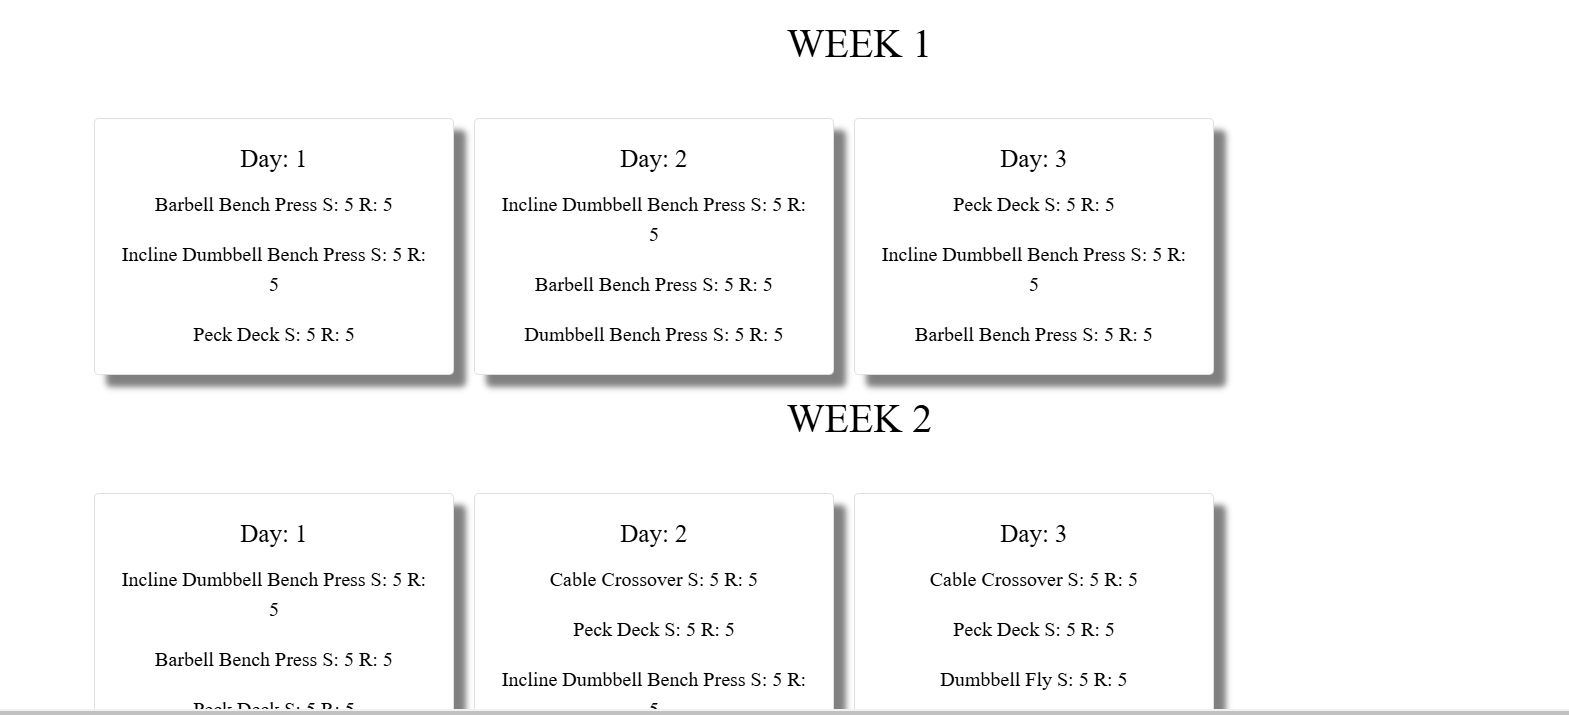 WEEK 1
Day: 1
Barbell Bench Press S: 5 R: 5
Incline Dumbbell Bench Press S: 5 R:
5
Peck Deck S: 5 R: 5
Day: 2
Incline Dumbbell Bench Press S: 5 R:
5
Barbell Bench Press S: 5 R: 5
Dumbbell Bench Press S: 5 R: 5
Day: 3
Peck Deck S: 5 R: 5
Incline Dumbbell Bench Press S: 5 R:
5
Barbell Bench Press S: 5 R: 5
WEEK 2
Day: 1
Incline Dumbbell Bench Press S: 5 R:
5
Barbell Bench Press S: 5 R: 5
Peck Deck S: 5 R: 5
Day: 2
Cable Crossover S: 5 R: 5
Peck Deck S: 5 R: 5
Incline Dumbbell Bench Press S: 5 R:
5
Day: 3
Cable Crossover S: 5 R: 5
Peck Deck S: 5 R: 5
Dumbbell Fly S: 5 R: 5